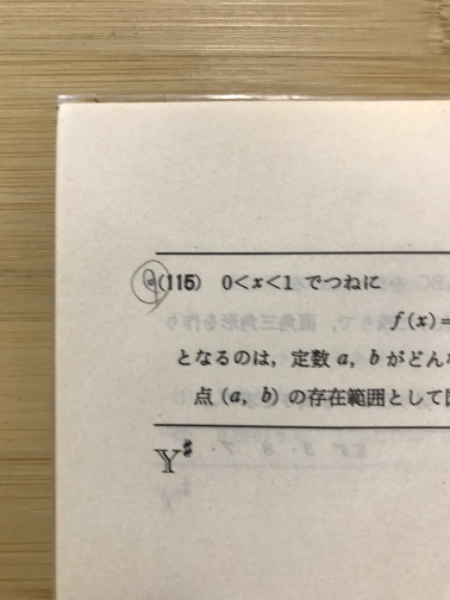 (115) 0<x<1 でつねに
f(x)=
となるのは，定数 a, b がどん
点 (a, b) の存在範囲として
Y#